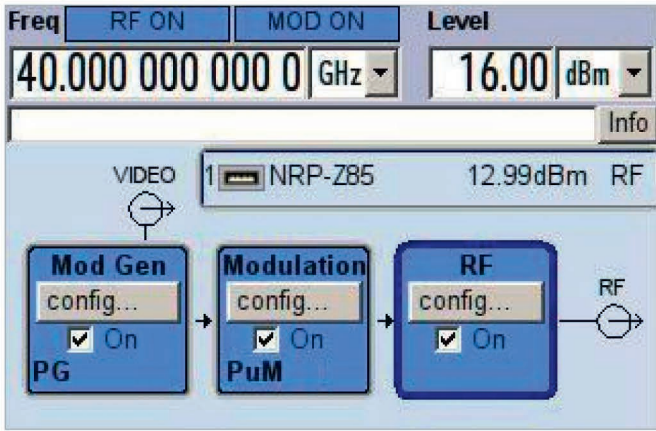 Freq RF ON MOD ON Level
40.000 000 000 0 GHz 16.00 dBm
Info
VIDEO 1 NRP-Z85 12.99dBm RF
Mod Gen Modulation RF
config... config... config... RF
On On On
PG PuM